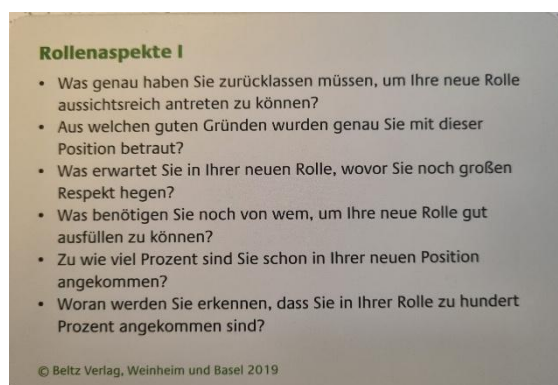 Rollenaspekte I
• Was genau haben Sie zurücklassen müssen, um Ihre neue Rolle
aussichtsreich antreten zu können?
• Aus welchen guten Gründen wurden genau Sie mit dieser
Position betraut?
• Was erwartet Sie in Ihrer neuen Rolle, wovor Sie noch großen
Respekt hegen?
• Was benötigen Sie noch von wem, um Ihre neue Rolle gut
ausfüllen zu können?
• Zu wie viel Prozent sind Sie schon in Ihrer neuen Position
angekommen?
• Woran werden Sie erkennen, dass Sie in Ihrer Rolle zu hundert
Prozent angekommen sind?
© Beltz Verlag, Weinheim und Basel 2019